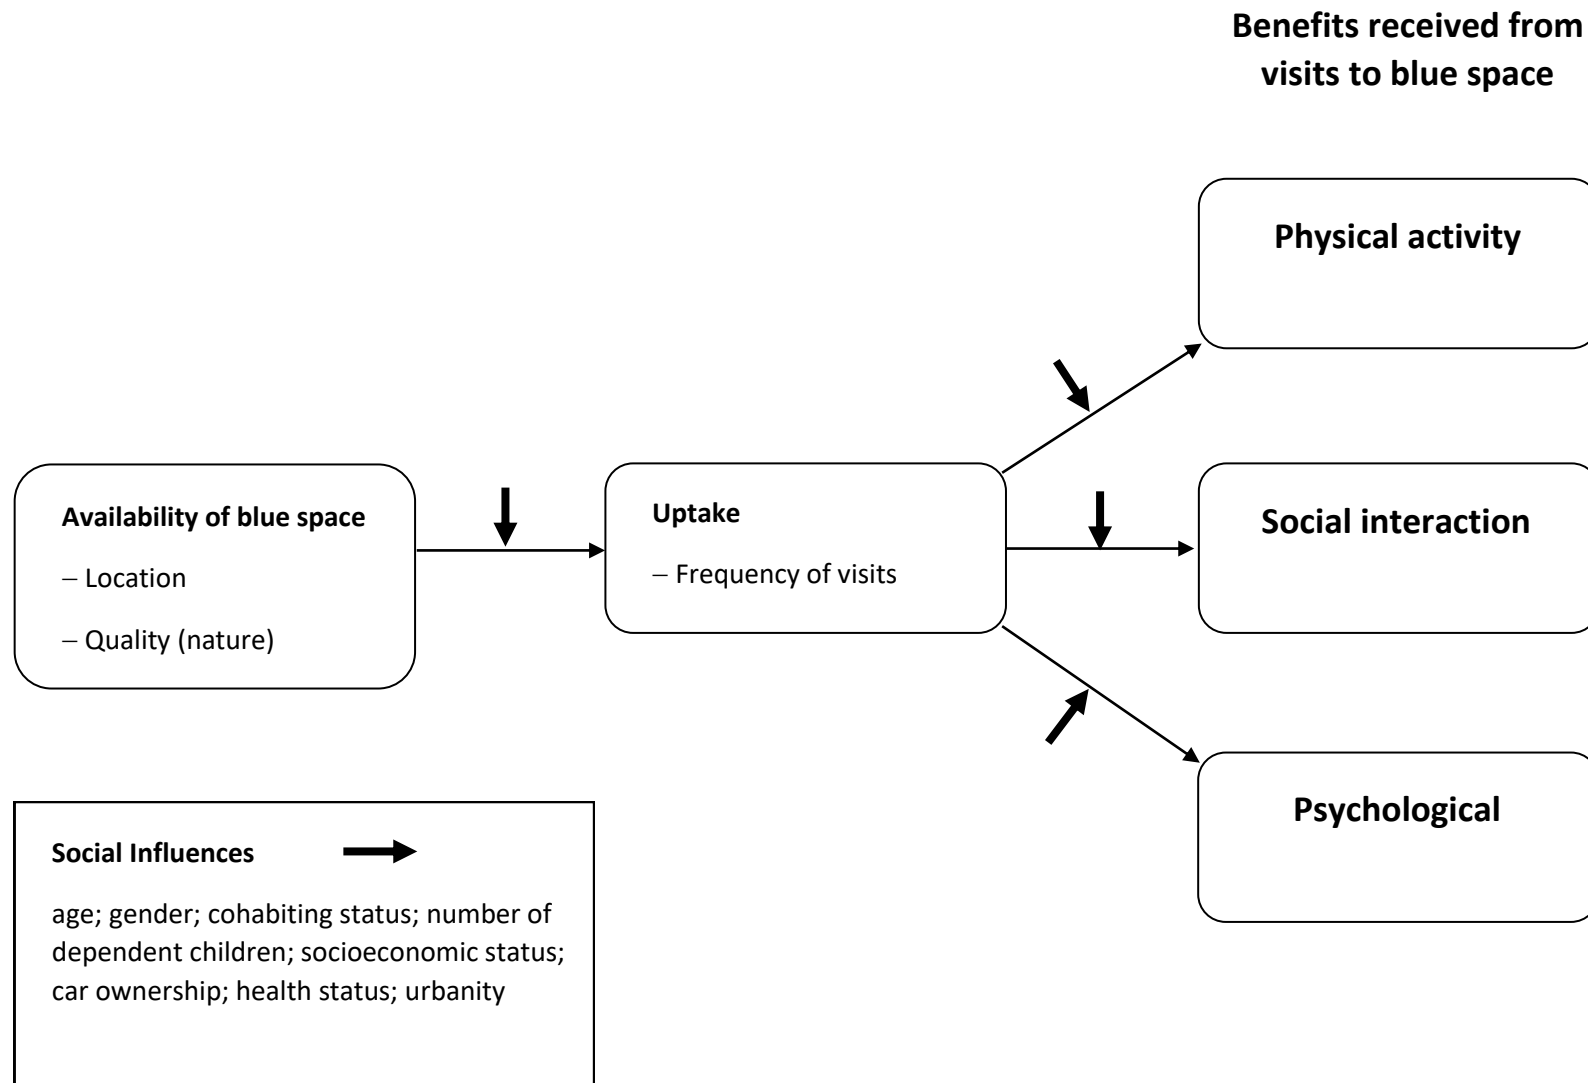 Benefits received from
visits to blue space
Physical activity
Availability of blue space
– Location
– Quality (nature)
Uptake
– Frequency of visits
Social interaction
Psychological
Social Influences
age; gender; cohabiting status; number of
dependent children; socioeconomic status;
car ownership; health status; urbanity